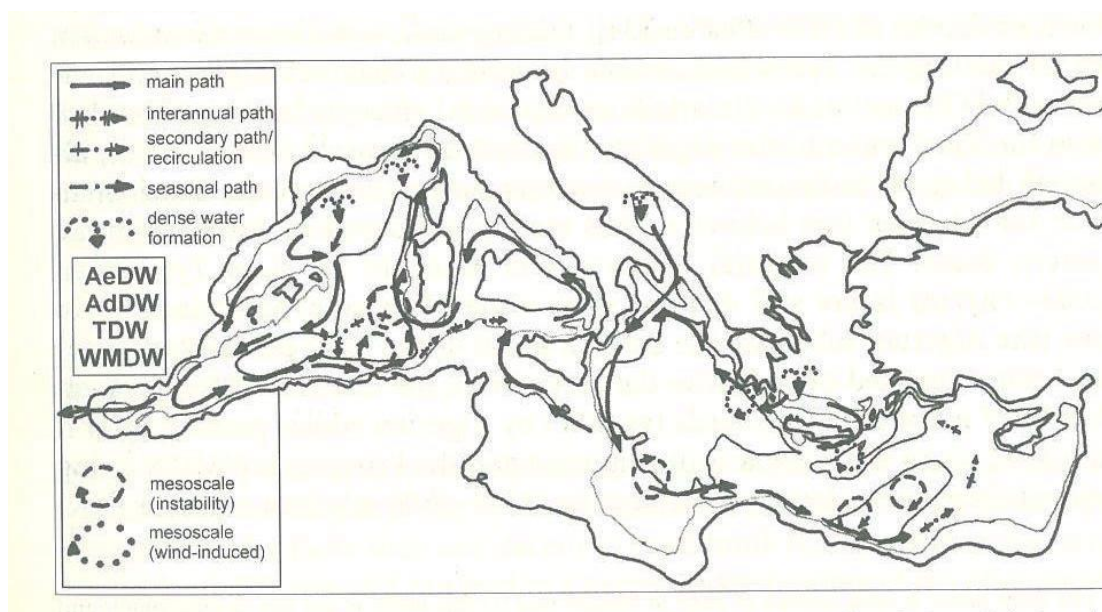 main path
interannual path
secondary path/
recirculation
seasonal path
dense water
formation
AeDW
AdDW
TDW
WMDW
mesoscale
(instability)
mesoscale
(wind-induced)